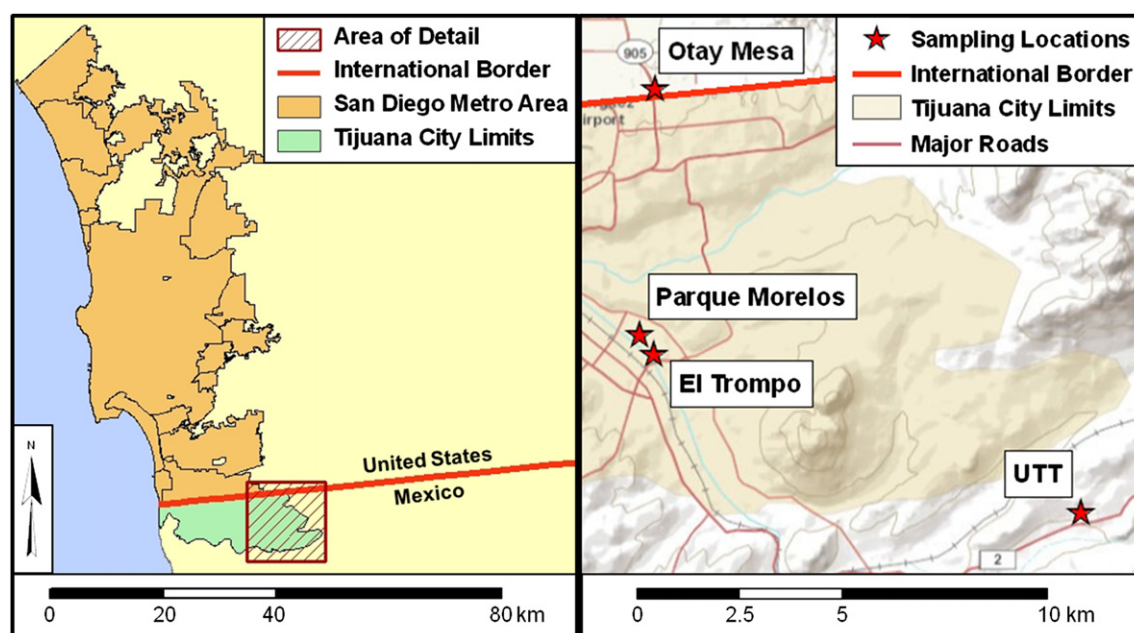 Area of Detail
International Border
San Diego Metro Area
Tijuana City Limits
United States
Mexico
N
0 20 40 80 km
Sampling Locations
International Border
Tijuana City Limits
Major Roads
905
Otay Mesa
irport
Parque Morelos
El Trompo
UTT
2
0 2.5 5 10 km